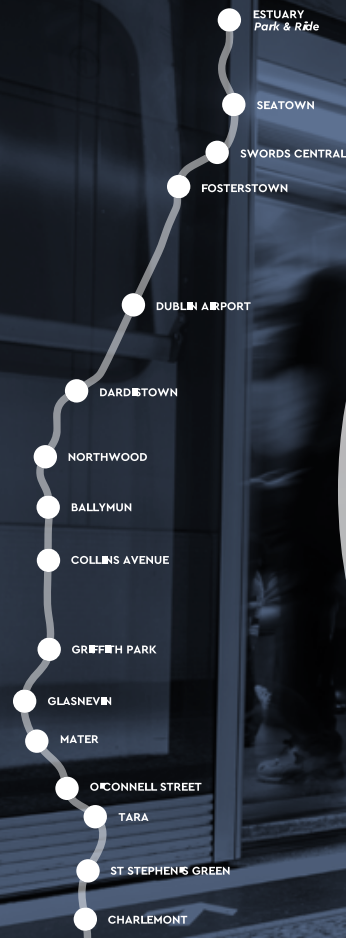 ESTUARY
Park & Ride
SEATOWN
SWORDS CENTRAL
FOSTERSTOWN
DUBLIN AIRPORT
DARDISTOWN
NORTHWOOD
BALLYMUN
COLLINS AVENUE
GRIFFITH PARK
GLASNEVIN
MATER
O'CONNELL STREET
TARA
ST STEPHEN'S GREEN
CHARLEMONT